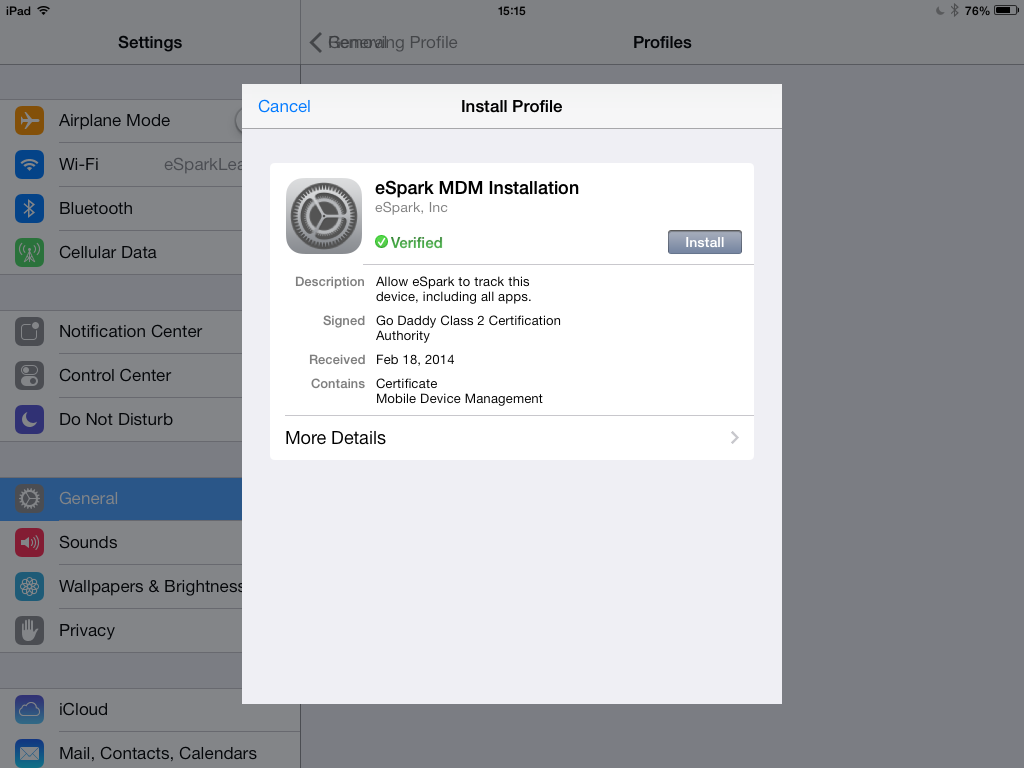 iPad 15:15 76%
Settings
General
Removing Profile
Profiles
Airplane Mode
Wi-Fi eSparkLea
Bluetooth
Cellular Data
Notification Center
Control Center
Do Not Disturb
General
Sounds
Wallpapers & Brightness
Privacy
iCloud
Mail, Contacts, Calendars
Cancel Install Profile
eSpark MDM Installation
eSpark, Inc
Verified Install
Description Allow eSpark to track this
device, including all apps.
Signed Go Daddy Class 2 Certification
Authority
Received Feb 18, 2014
Contains Certificate
Mobile Device Management
More Details